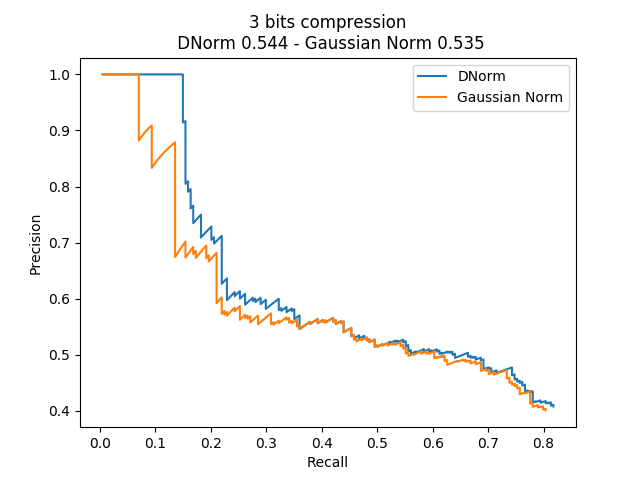 3 bits compression
DNorm 0.544 - Gaussian Norm 0.535
DNorm
Gaussian Norm
Precision
1.0
0.9
0.8
0.7
0.6
0.5
0.4
0.0 0.1 0.2 0.3 0.4 0.5 0.6 0.7 0.8
Recall